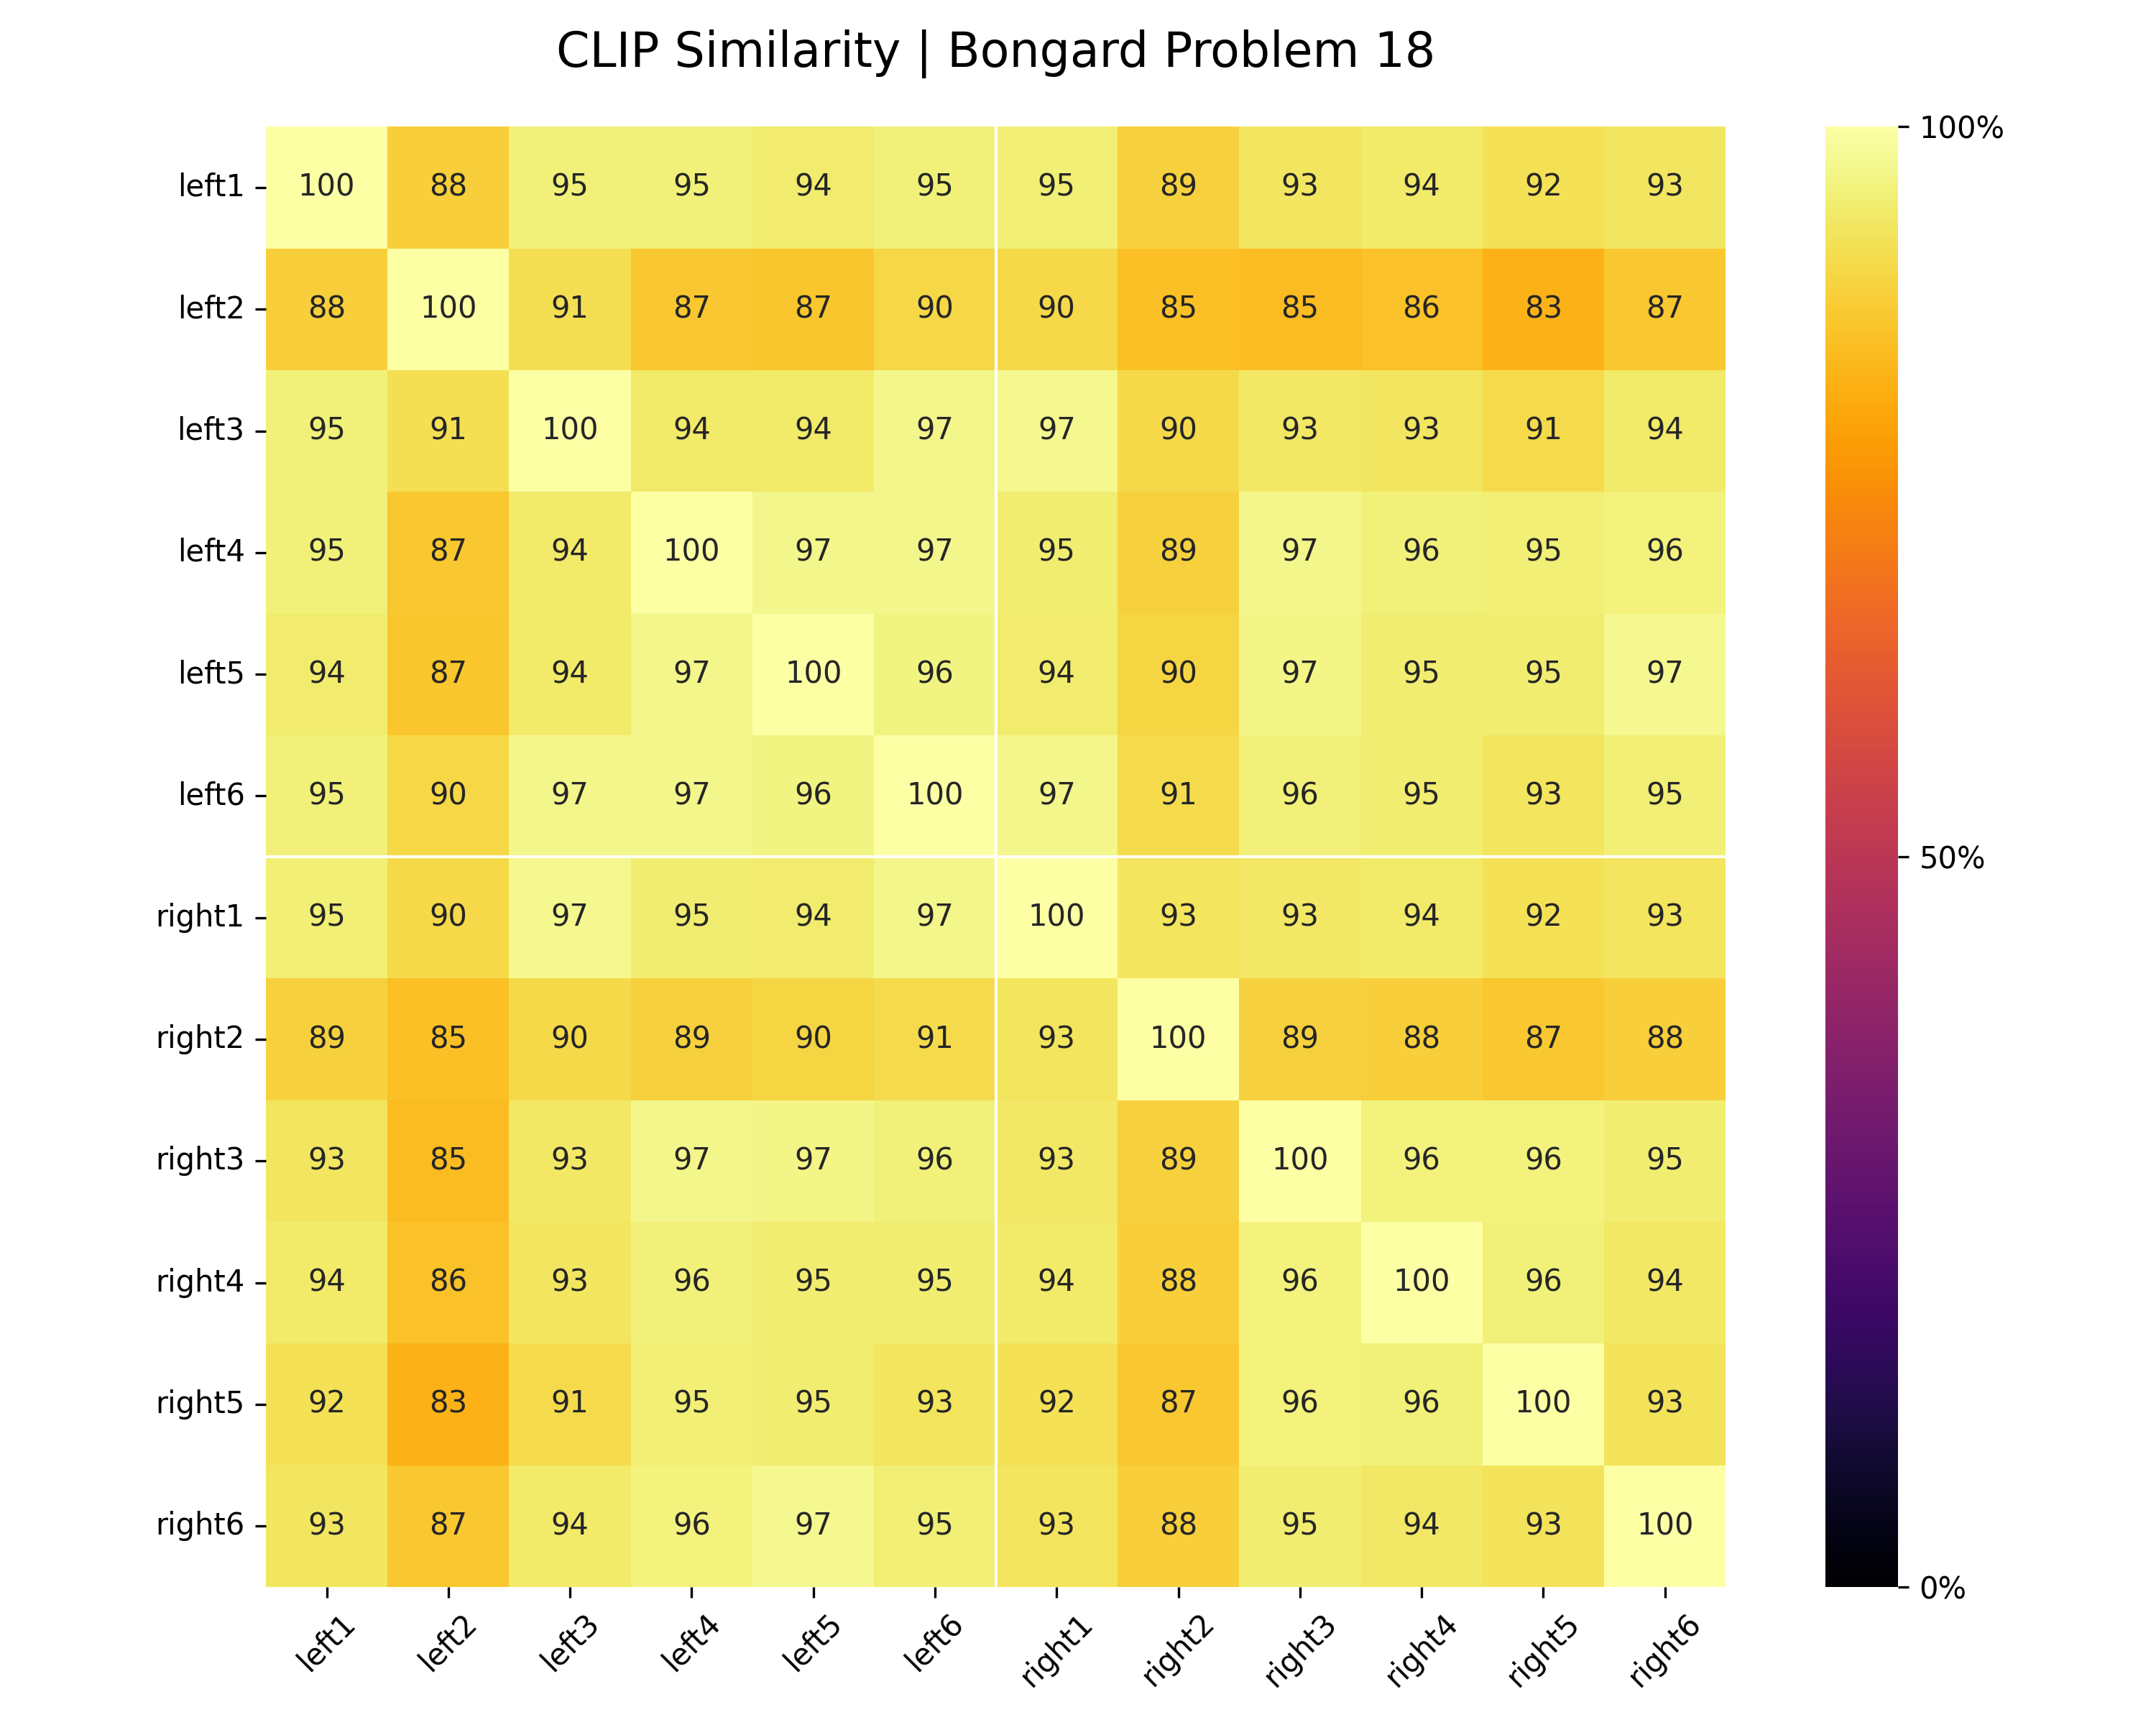 CLIP Similarity | Bongard Problem 18
left1 100 88 95 95 94 95 95 89 93 94 92 93 100%
left2 88 100 91 87 87 90 90 85 85 86 83 87
left3 95 91 100 94 94 97 97 90 93 93 91 94
left4 95 87 94 100 97 97 95 89 97 96 95 96
left5 94 87 94 97 100 96 94 90 97 95 95 97
left6 95 90 97 97 96 100 97 91 96 95 93 95
50%
right1 95 90 97 95 94 97 100 93 93 94 92 93
right2 89 85 90 89 90 91 93 100 89 88 87 88
right3 93 85 93 97 97 96 93 89 100 96 96 95
right4 94 86 93 96 95 95 94 88 96 100 96 94
right5 92 83 91 95 95 93 92 87 96 96 100 93
right6 93 87 94 96 97 95 93 88 95 94 93 100
0%
left1 left2 left3 left4 left5 left6 right1 right2 right3 right4 right5 right6